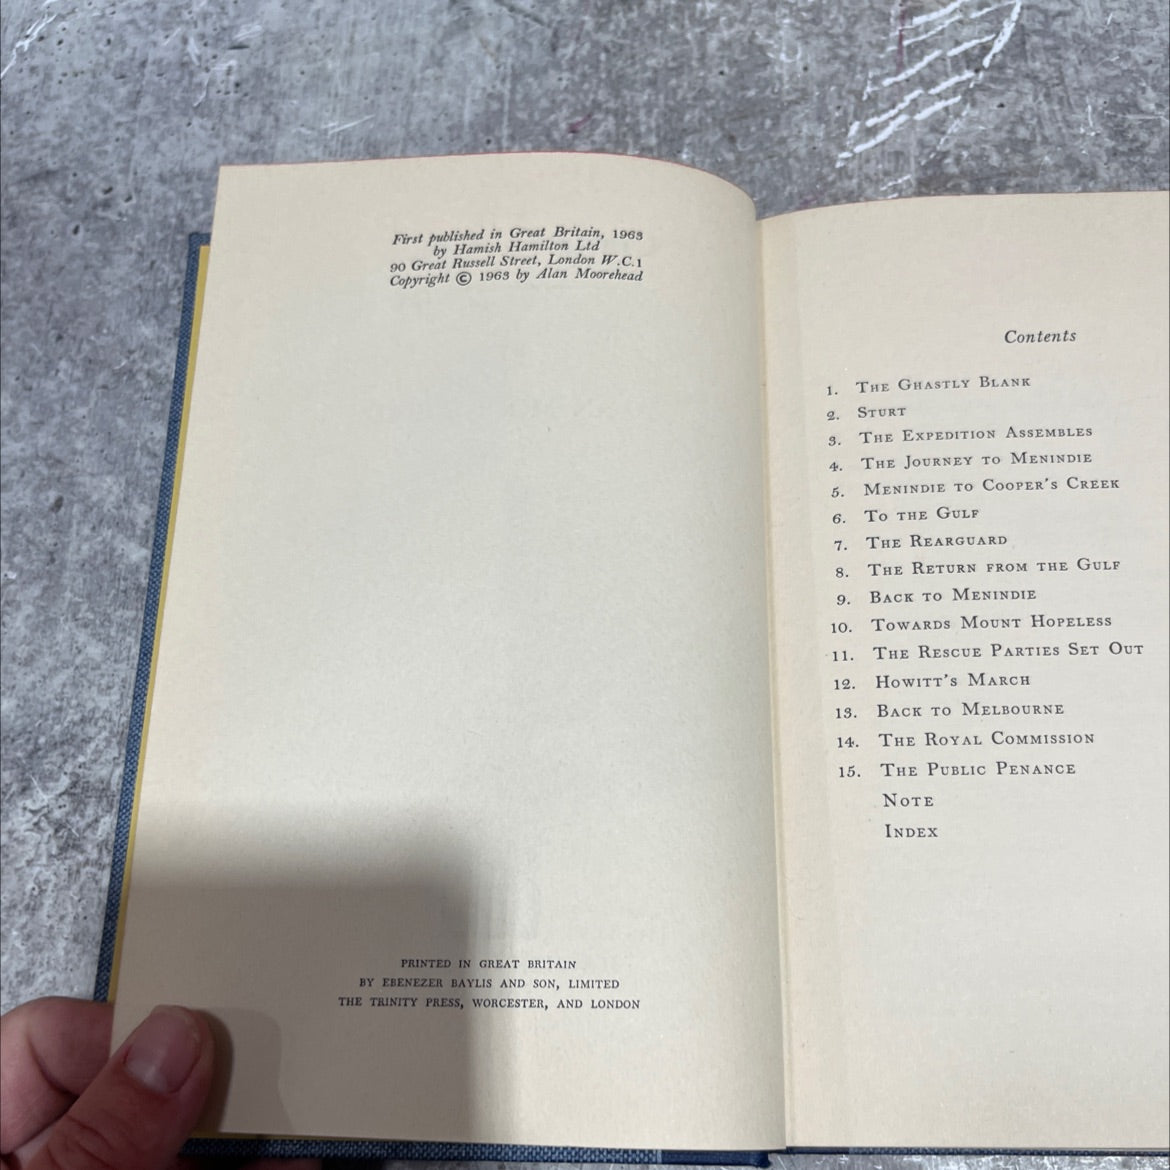 First published in Great Britain, 1963
by Hamish Hamilton Ltd
90 Great Russell Street, London W.C.1
Copyright © 1963 by Alan Moorehead
PRINTED IN GREAT BRITAIN
BY EBENEZER BAYLIS AND SON, LIMITED
THE TRINITY PRESS, WORCESTER, AND LONDON
Contents
1. The Ghastly Blank
2. Sturt
3. The Expedition Assembles
4. The Journey to Menindie
5. Menindie to Cooper's Creek
6. To the Gulf
7. The Rearguard
8. The Return from the Gulf
9. Back to Menindie
10. Towards Mount Hopeless
11. The Rescue Parties Set Out
12. Howitt's March
13. Back to Melbourne
14. The Royal Commission
15. The Public Penance
Note
Index